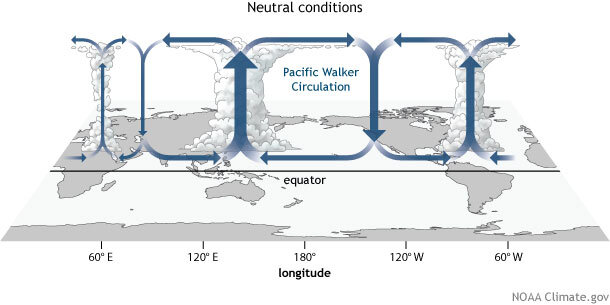 Neutral conditions
Pacific Walker
Circulation
equator
60° E
120° E
180°
120° W
60° W
longitude
NOAA Climate.gov